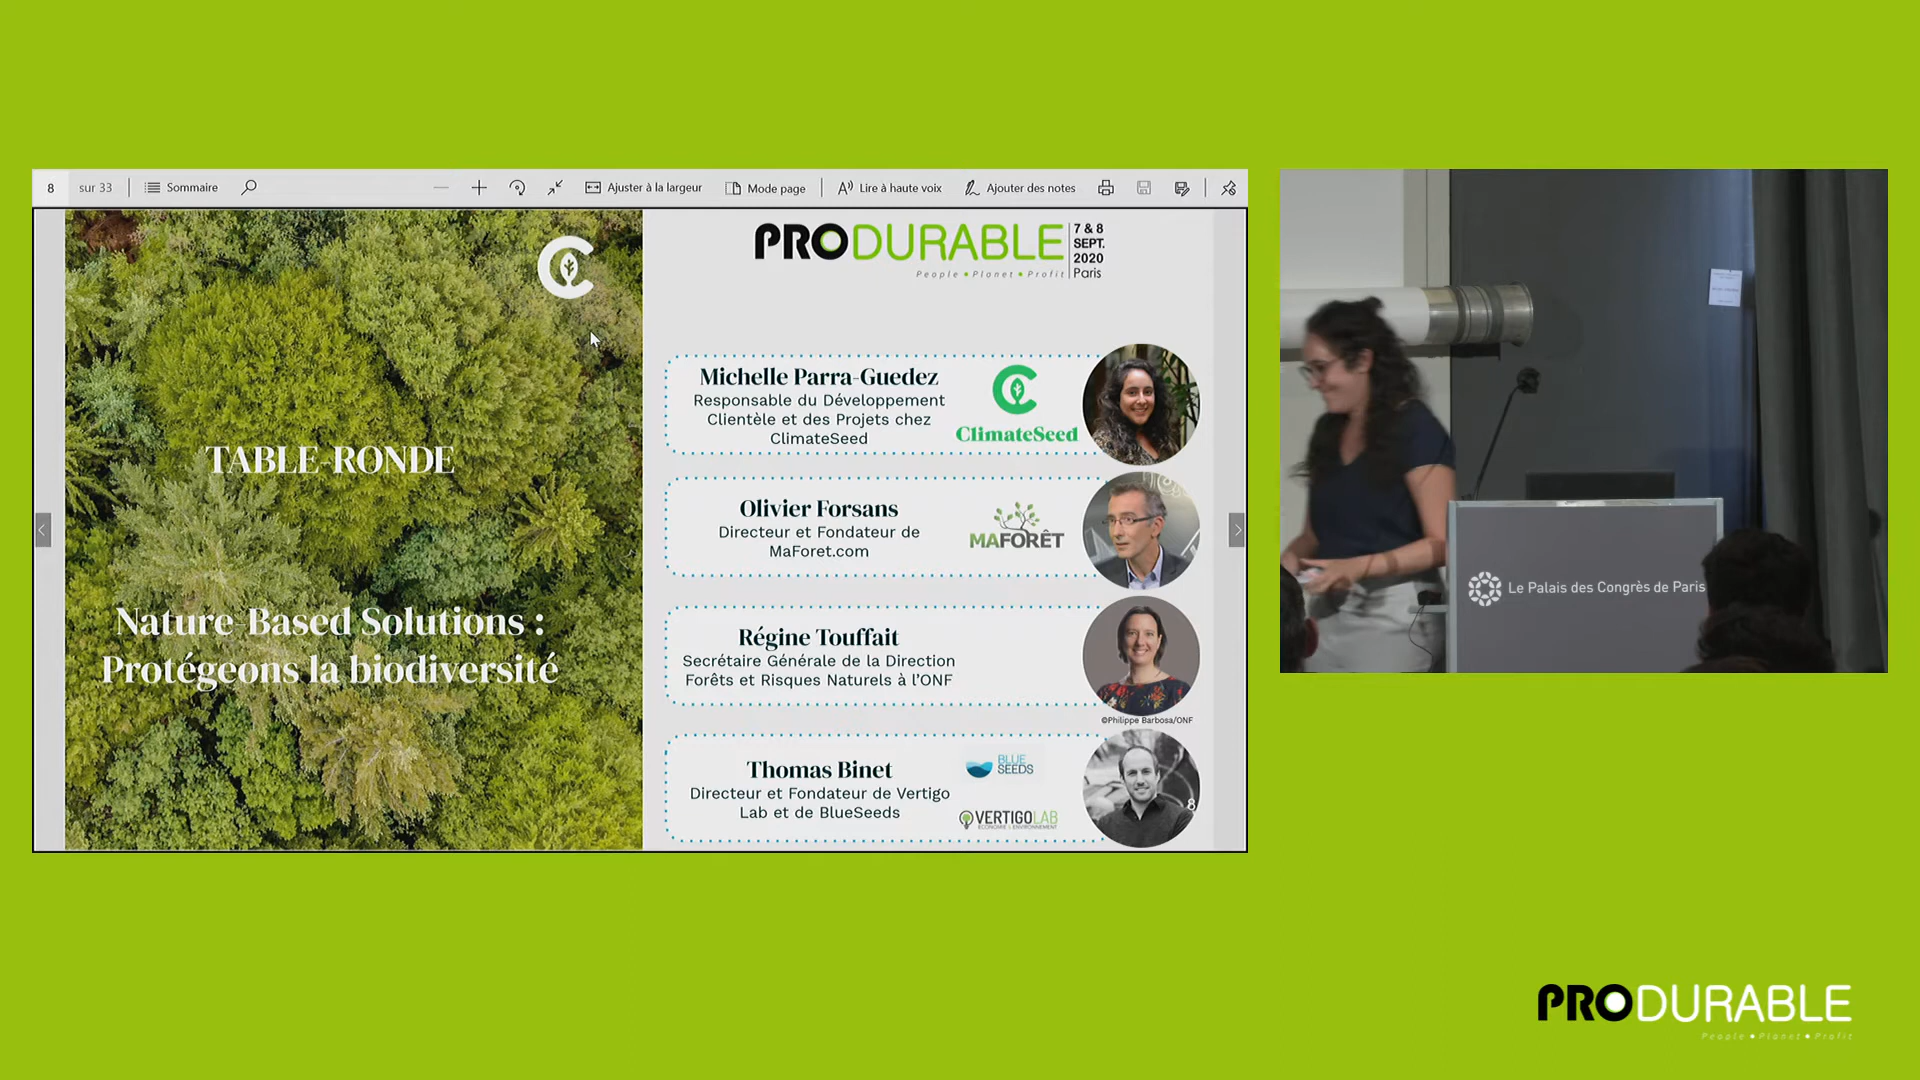 8 sur 33 Sommaire Ajuster à la largeur Mode page Lire à haute voix Ajouter des notes
TABLE-RONDE
Nature-Based Solutions :
Protégeons la biodiversité
PRODURABLE
People • Planet • Profit
7 & 8
SEPT.
2020
Paris
Michelle Parra-Guedez
Responsable du Développement
Clientèle et des Projets chez
ClimateSeed
ClimateSeed
Olivier Forsans
Directeur et Fondateur de
MaForet.com
MAFORÊT
Régine Touffait
Secrétaire Générale de la Direction
Forêts et Risques Naturels à l'ONF
©Philippe Barbosa/ONF
Thomas Binet
Directeur et Fondateur de Vertigo
Lab et de BlueSeeds
BLUE
SEEDS
VERTIGOLAB
ÉCONOMIE | ENVIRONNEMENT
8
Le Palais des Congrès de Paris
PRODURABLE
People • Planet • Profit